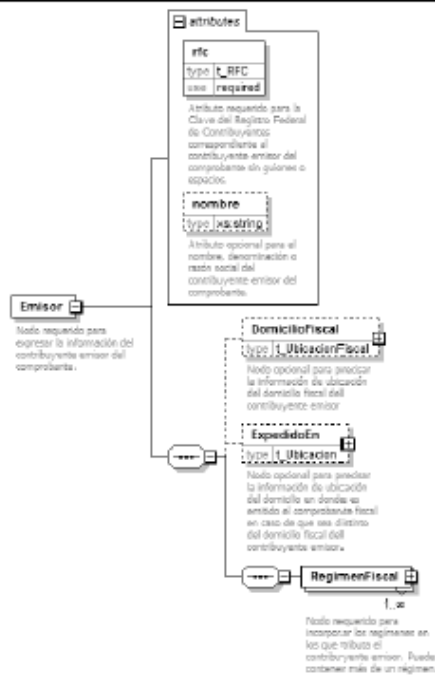 attributes
rfc
type t_RFC
use required
Atributo requerido para la
Clave del Registro Federal
de Contribuyentes
correspondiente al
contribuyente emisor del
comprobante sin guiones o
espacios.
nombre
type xs:string
Atributo opcional para el
nombre, denominación o
razón social del
contribuyente emisor del
comprobante.
Emisor
Nodo requerido para
expresar la información del
contribuyente emisor del
comprobante.
DomicilioFiscal
type t_UbicacionFiscal
Nodo opcional para precisar
la información de ubicación
del domicilio fiscal dell
contribuyente emisor
ExpedidoEn
type t_Ubicacion
Nodo opcional para precisar
la información de ubicación
del domicilio en donde es
emitido el comprobante fiscal
en caso de que sea distinto
del domicilio fiscal dell
contribuyente emisor.
RegimenFiscal
1..∞
Nodo requerido para
incorporar los regímenes en
los que tributa el
contribuyente emisor. Puede
contener más de un régimen.